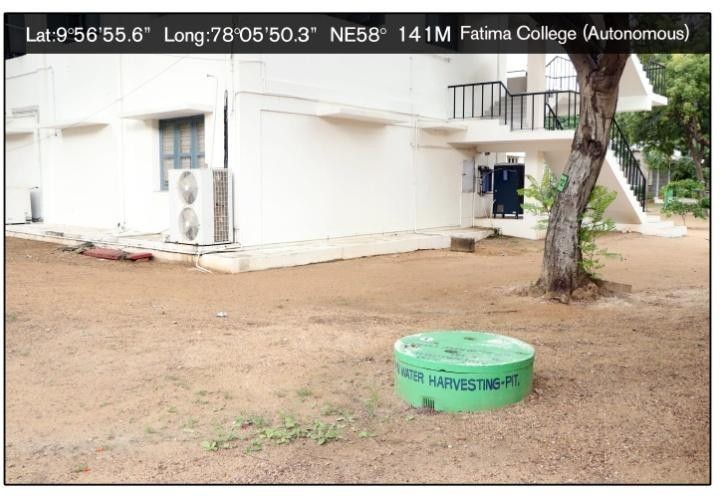 Lat:9°56'55.6" Long:78°05'50.3" NE58° 141M Fatima College (Autonomous)
WATER HARVESTING-PIT.